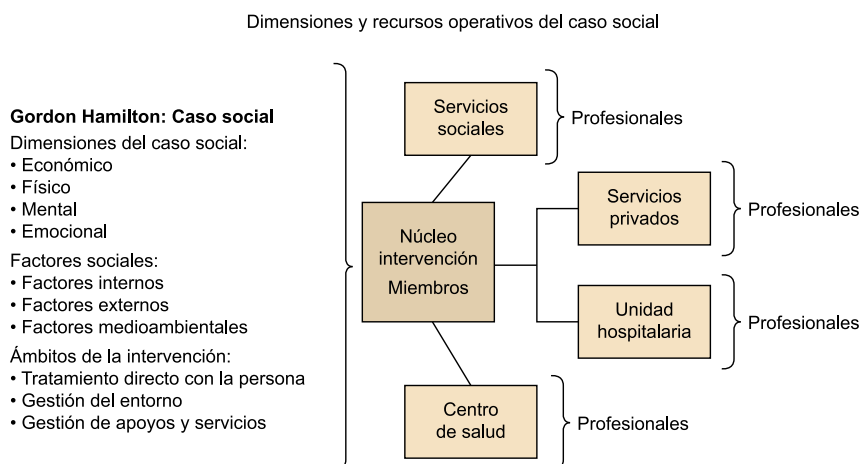 Dimensiones y recursos operativos del caso social
Gordon Hamilton: Caso social
Dimensiones del caso social:
• Económico
• Físico
• Mental
• Emocional
Factores sociales:
• Factores internos
• Factores externos
• Factores medioambientales
Ámbitos de la intervención:
• Tratamiento directo con la persona
• Gestión del entorno
• Gestión de apoyos y servicios
Servicios
sociales
Profesionales
Núcleo
intervención
Miembros
Servicios
privados
Profesionales
Unidad
hospitalaria
Profesionales
Centro
de salud
Profesionales